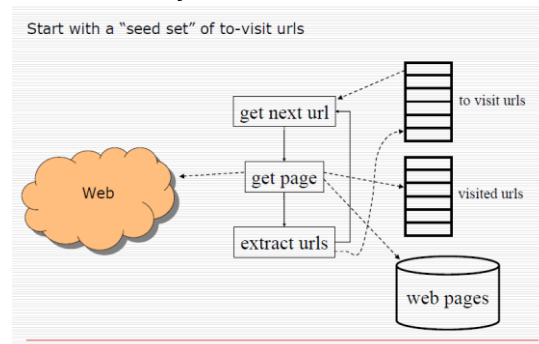 Start with a "seed set" of to-visit urls
get next url
to visit urls
get page
Web
visited urls
extract urls
web pages